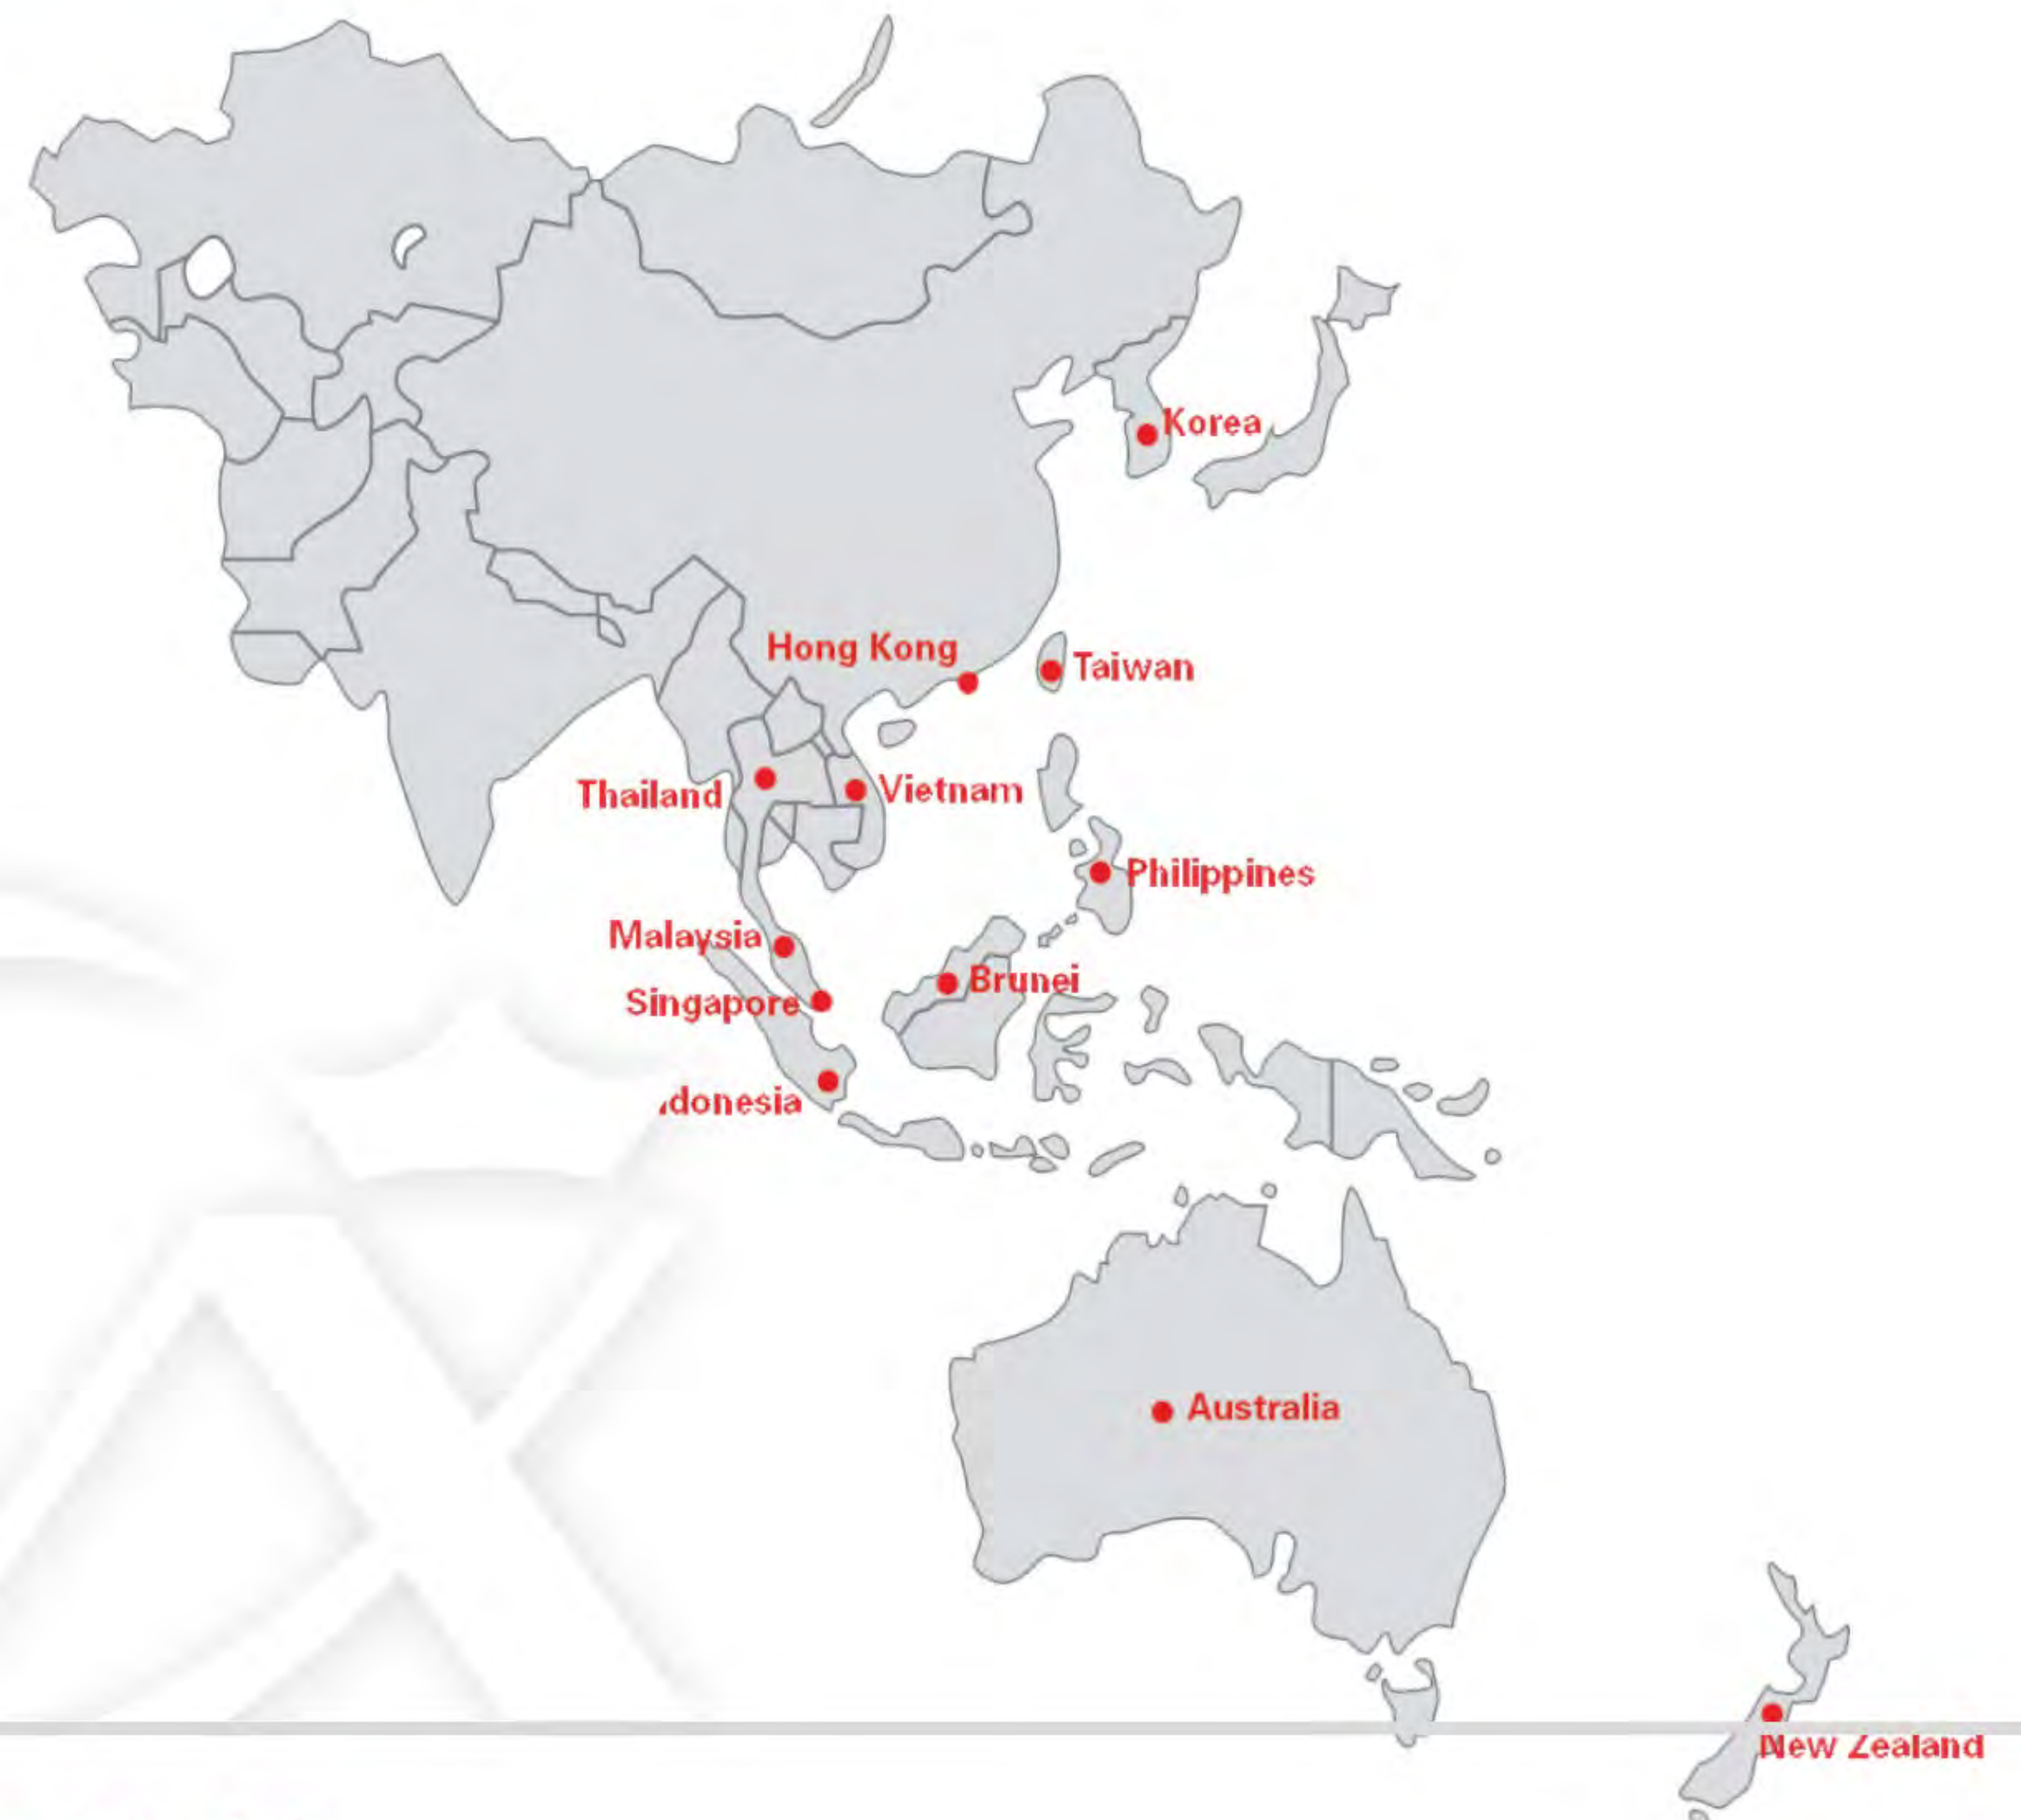 Korea
Hong Kong
Taiwan
Thailand
Vietnam
Philippines
Malaysia
Brunei
Singapore
donesia
Australia
New Zealand